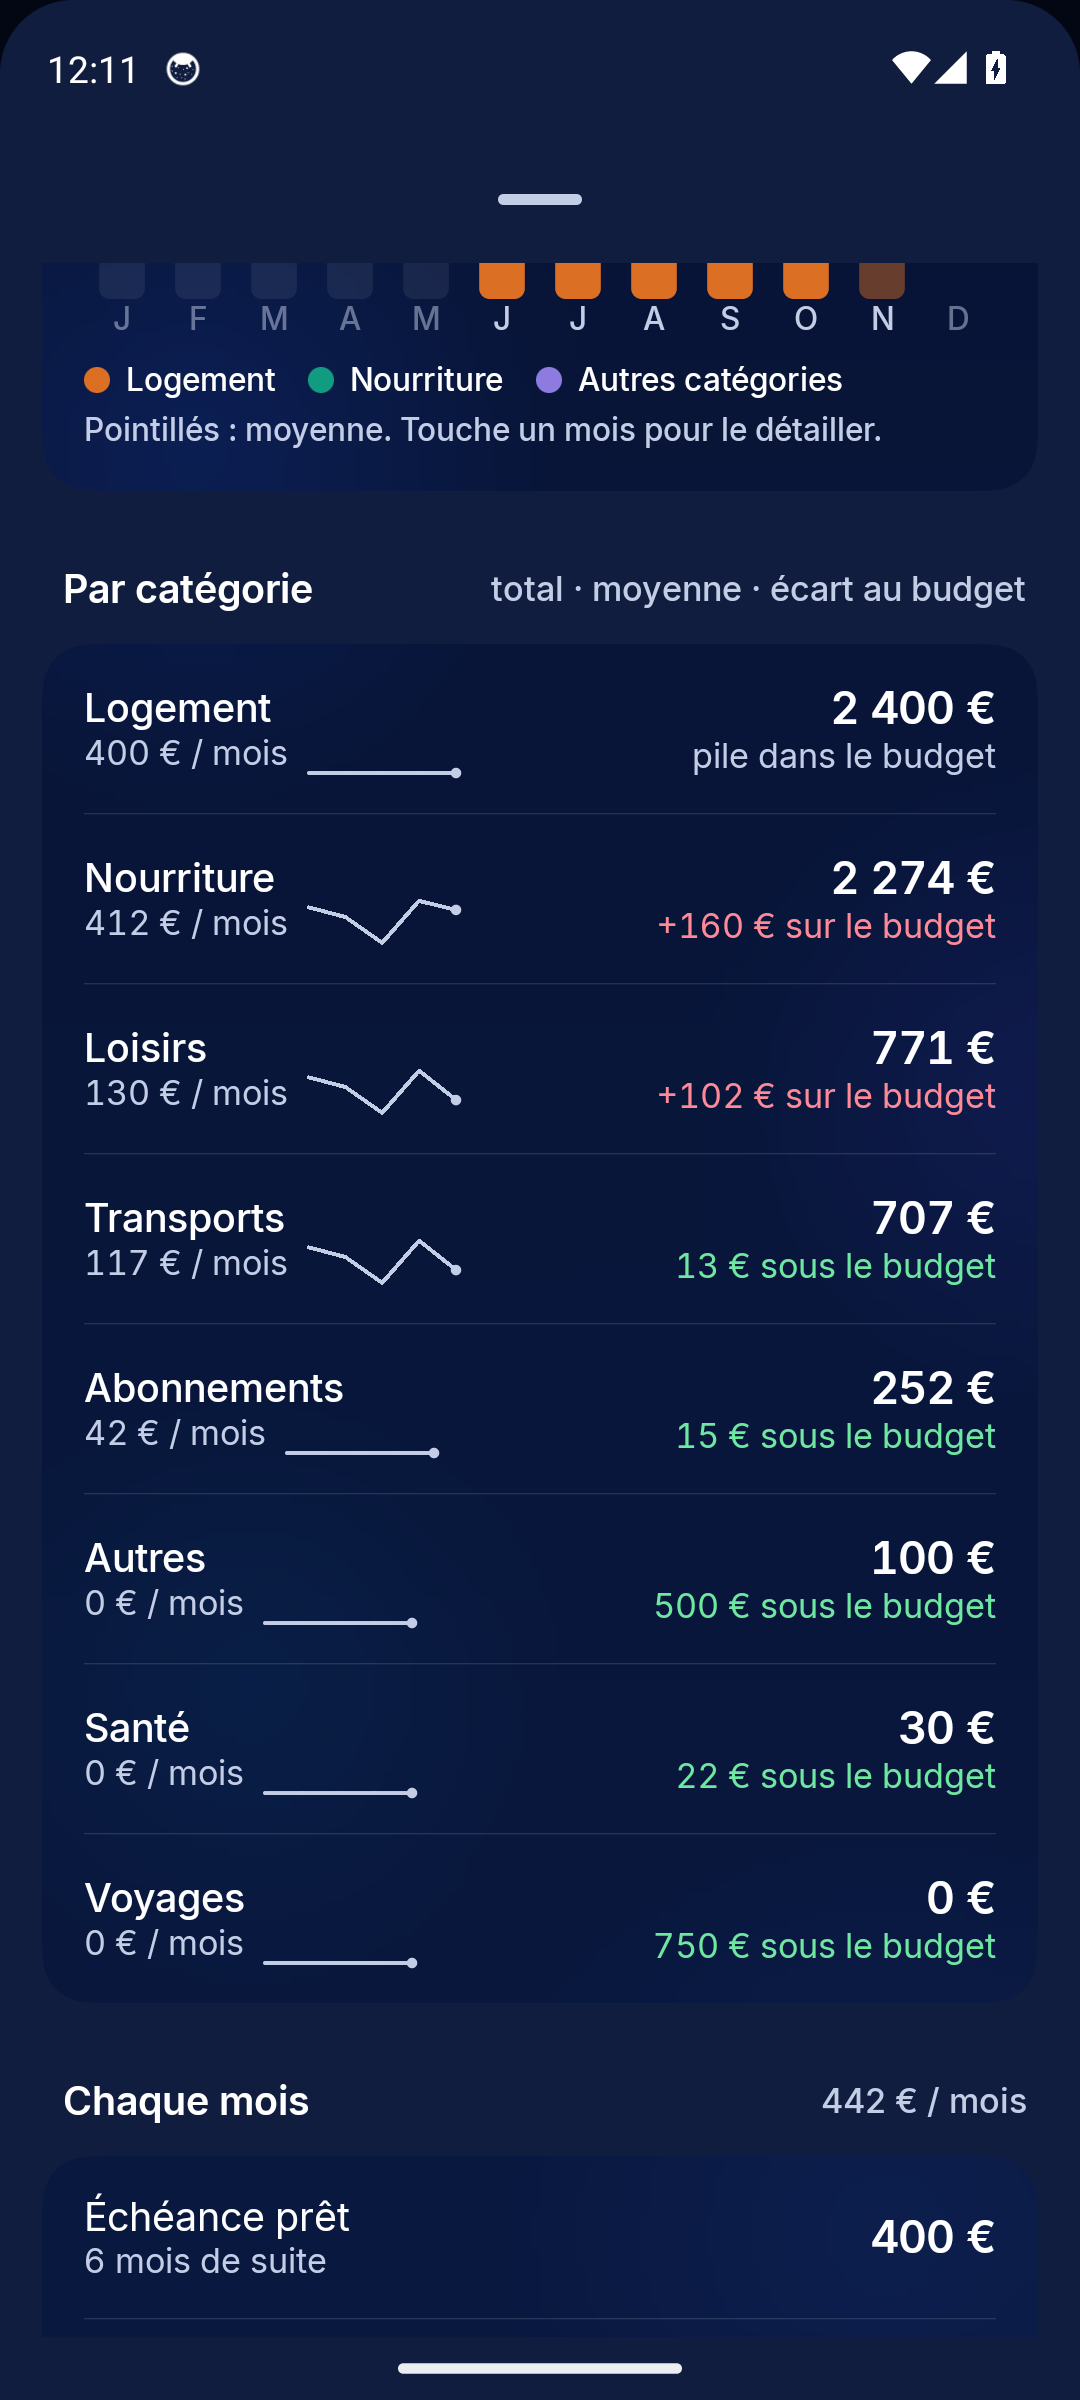 12:11
J F M A M J J A S O N D
Logement Nourriture Autres catégories
Pointillés : moyenne. Touche un mois pour le détailler.
Par catégorie total · moyenne · écart au budget
Logement 2 400 €
400 € / mois pile dans le budget
Nourriture 2 274 €
412 € / mois +160 € sur le budget
Loisirs 771 €
130 € / mois +102 € sur le budget
Transports 707 €
117 € / mois 13 € sous le budget
Abonnements 252 €
42 € / mois 15 € sous le budget
Autres 100 €
0 € / mois 500 € sous le budget
Santé 30 €
0 € / mois 22 € sous le budget
Voyages 0 €
0 € / mois 750 € sous le budget
Chaque mois 442 € / mois
Échéance prêt 400 €
6 mois de suite